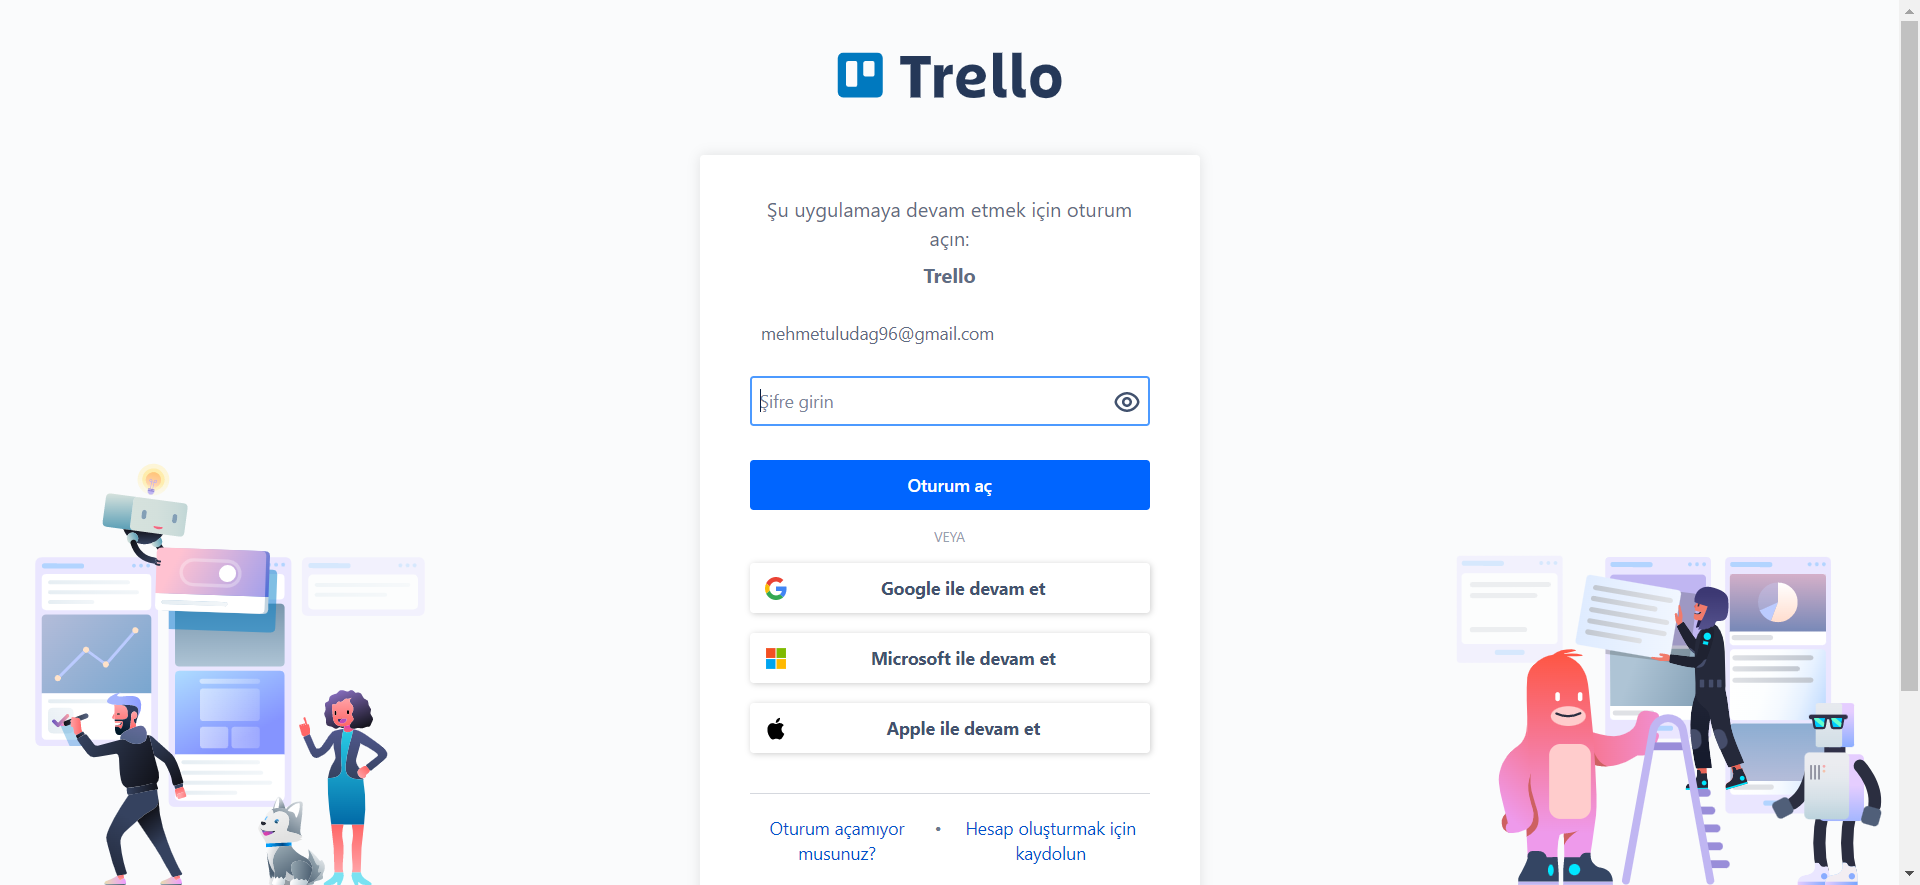 Trello
Şu uygulamaya devam etmek için oturum
açın:
Trello
mehmetuludag96@gmail.com
Şifre girin
Oturum aç
VEYA
Google ile devam et
Microsoft ile devam et
Apple ile devam et
Oturum açamıyor
musunuz?
•
Hesap oluşturmak için
kaydolun